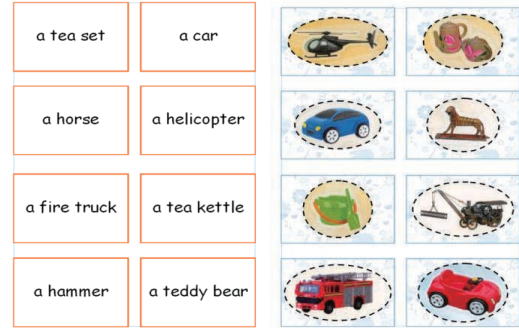 a tea set
a car
a horse
a helicopter
a fire truck
a tea kettle
a hammer
a teddy bear